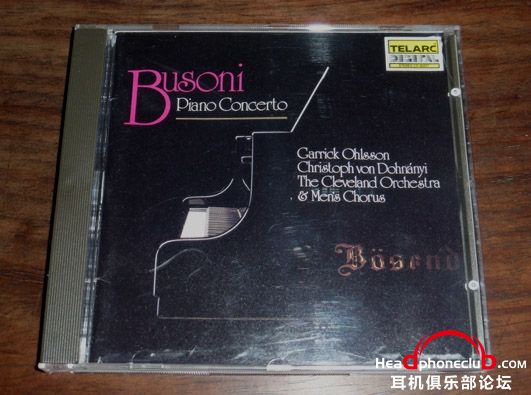 TELARC
DIGITAL
Busoni
Piano Concerto
Garrick Ohlsson
Christoph von Dohnányi
The Cleveland Orchestra
& Men's Chorus
Bösend
Headphoneclub.com
耳机俱乐部论坛